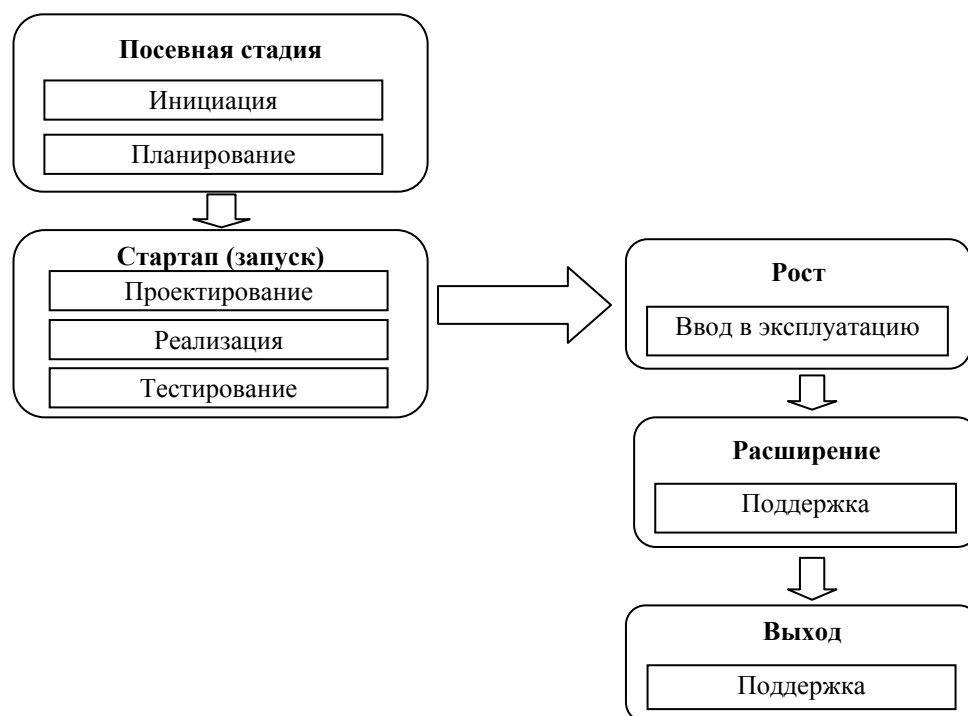 Посевная стадия
Инициация
Планирование
Стартап (запуск)
Проектирование
Реализация
Тестирование
Рост
Ввод в эксплуатацию
Расширение
Поддержка
Выход
Поддержка